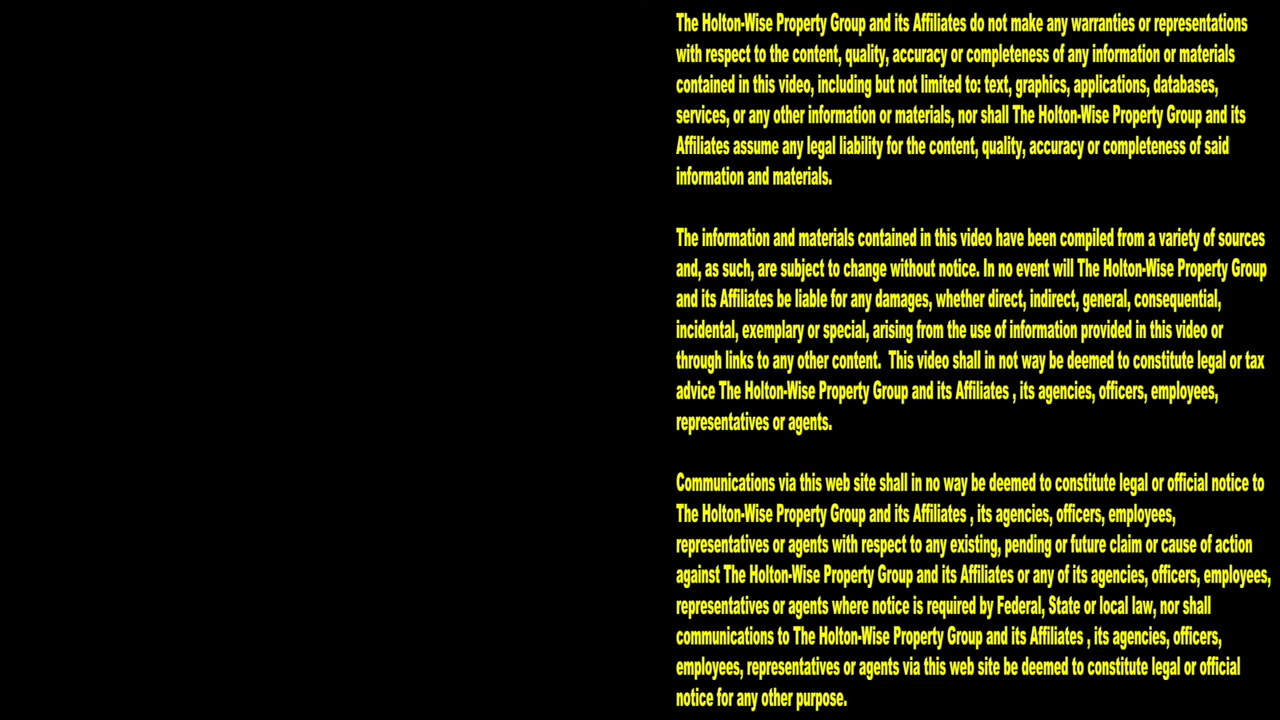 The Holton-Wise Property Group and its Affiliates do not make any warranties or representations
with respect to the content, quality, accuracy or completeness of any information or materials
contained in this video, including but not limited to: text, graphics, applications, databases,
services, or any other information or materials, nor shall The Holton-Wise Property Group and its
Affiliates assume any legal liability for the content, quality, accuracy or completeness of said
information and materials.
The information and materials contained in this video have been compiled from a variety of sources
and, as such, are subject to change without notice. In no event will The Holton-Wise Property Group
and its Affiliates be liable for any damages, whether direct, indirect, general, consequential,
incidental, exemplary or special, arising from the use of information provided in this video or
through links to any other content.  This video shall in not way be deemed to constitute legal or tax
advice The Holton-Wise Property Group and its Affiliates , its agencies, officers, employees,
representatives or agents.
Communications via this web site shall in no way be deemed to constitute legal or official notice to
The Holton-Wise Property Group and its Affiliates , its agencies, officers, employees,
representatives or agents with respect to any existing, pending or future claim or cause of action
against The Holton-Wise Property Group and its Affiliates or any of its agencies, officers, employees,
representatives or agents where notice is required by Federal, State or local law, nor shall
communications to The Holton-Wise Property Group and its Affiliates , its agencies, officers,
employees, representatives or agents via this web site be deemed to constitute legal or official
notice for any other purpose.